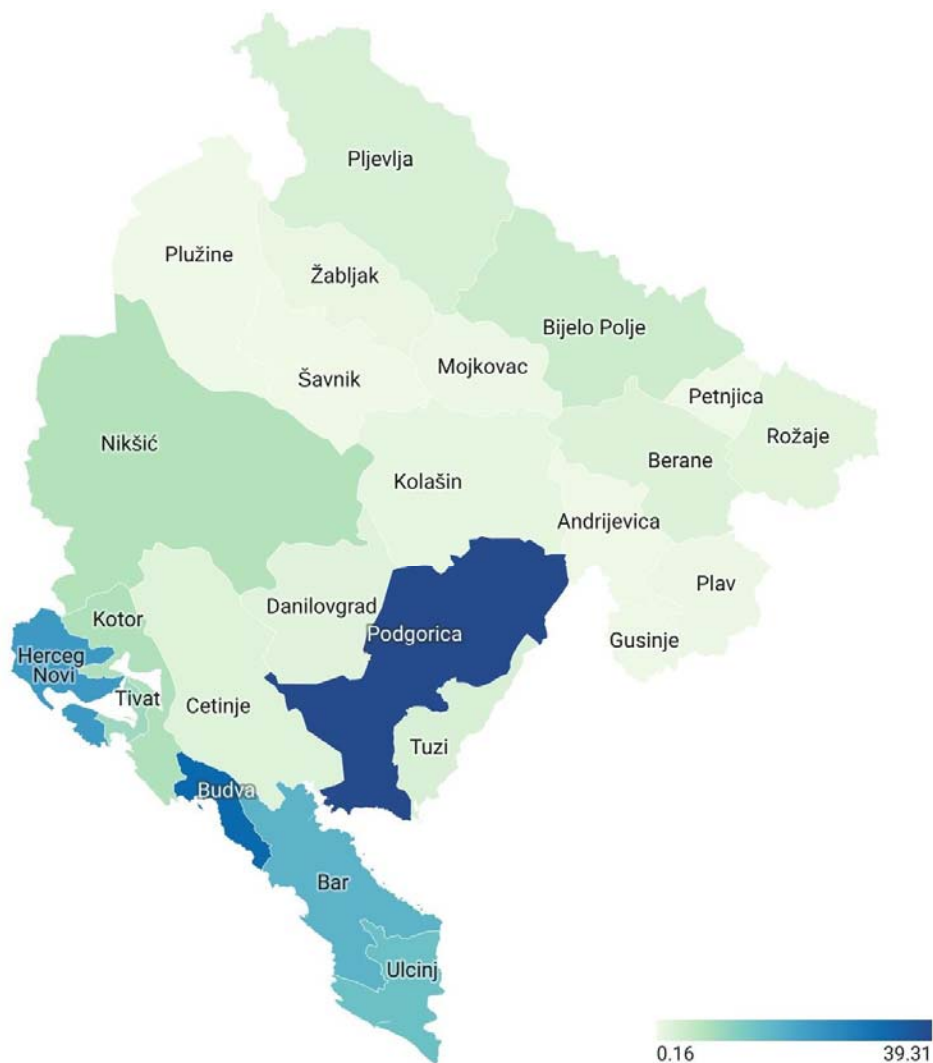 Pljevlja
Plužine
Žabljak
Bijelo Polje
Šavnik
Mojkovac
Petnjica
Rožaje
Nikšić
Berane
Kolašin
Andrijevica
Plav
Danilovgrad
Kotor
Podgorica
Gusinje
Herceg
Novi
Tivat
Cetinje
Tuzi
Budva
Bar
Ulcinj
0.16
39.31